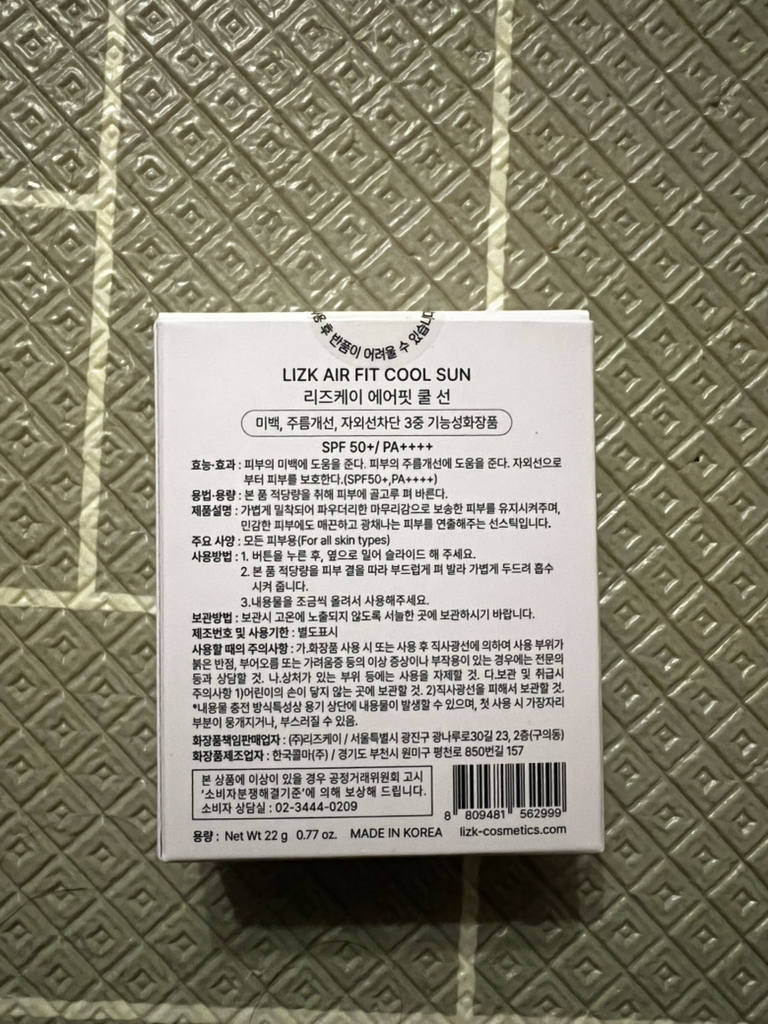 용 후 반품이 어려울 수 있습니다
LIZK AIR FIT COOL SUN
리즈케이 에어핏 쿨 선
미백, 주름개선, 자외선차단 3중 기능성화장품
SPF 50+/ PA++++
효능·효과 : 피부의 미백에 도움을 준다. 피부의 주름개선에 도움을 준다. 자외선으로
부터 피부를 보호한다.(SPF50+,PA++++)
용법·용량 : 본 품 적당량을 취해 피부에 골고루 펴 바른다.
제품설명 : 가볍게 밀착되어 파우더리한 마무리감으로 보송한 피부를 유지시켜주며,
민감한 피부에도 매끈하고 광채나는 피부를 연출해주는 선스틱입니다.
주요 사양 : 모든 피부용(For all skin types)
사용방법 : 1. 버튼을 누른 후, 옆으로 밀어 슬라이드 해 주세요.
2. 본 품 적당량을 피부 결을 따라 부드럽게 펴 발라 가볍게 두드려 흡수
시켜 줍니다.
3.내용물을 조금씩 올려서 사용해주세요.
보관방법 : 보관시 고온에 노출되지 않도록 서늘한 곳에 보관하시기 바랍니다.
제조번호 및 사용기한 : 별도표시
사용할 때의 주의사항 : 가.화장품 사용 시 또는 사용 후 직사광선에 의하여 사용 부위가
붉은 반점, 부어오름 또는 가려움증 등의 이상 증상이나 부작용이 있는 경우에는 전문의
등과 상담할 것. 나.상처가 있는 부위 등에는 사용을 자제할 것. 다.보관 및 취급시
주의사항 1)어린이의 손이 닿지 않는 곳에 보관할 것. 2)직사광선을 피해서 보관할 것.
*내용물 충전 방식특성상 용기 상단에 내용물이 발생할 수 있으며, 첫 사용 시 가장자리
부분이 뭉개지거나, 부스러질 수 있음.
화장품책임판매업자 : (주)리즈케이 / 서울특별시 광진구 광나루로30길 23, 2층(구의동)
화장품제조업자 : 한국콜마(주) / 경기도 부천시 원미구 평천로 850번길 157
본 상품에 이상이 있을 경우 공정거래위원회 고시
'소비자분쟁해결기준'에 의해 보상해 드립니다.
소비자 상담실 : 02-3444-0209
8 809481 562999
용량 : Net Wt 22 g 0.77 oz. MADE IN KOREA lizk-cosmetics.com